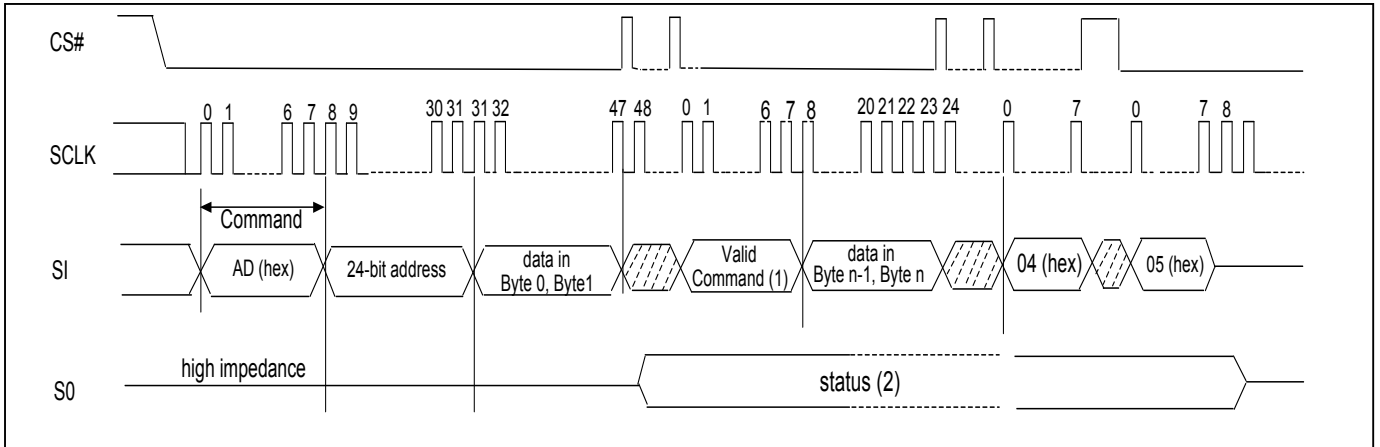 CS#
0 1 6 7 8 9 30 31 31 32 47 48 0 1 6 7 8 20 21 22 23 24 0 7 0 7 8
SCLK
Command
SI
AD (hex)
24-bit address
data in
Byte 0, Byte1
Valid
Command (1)
data in
Byte n-1, Byte n
04 (hex)
05 (hex)
high impedance
S0
status (2)